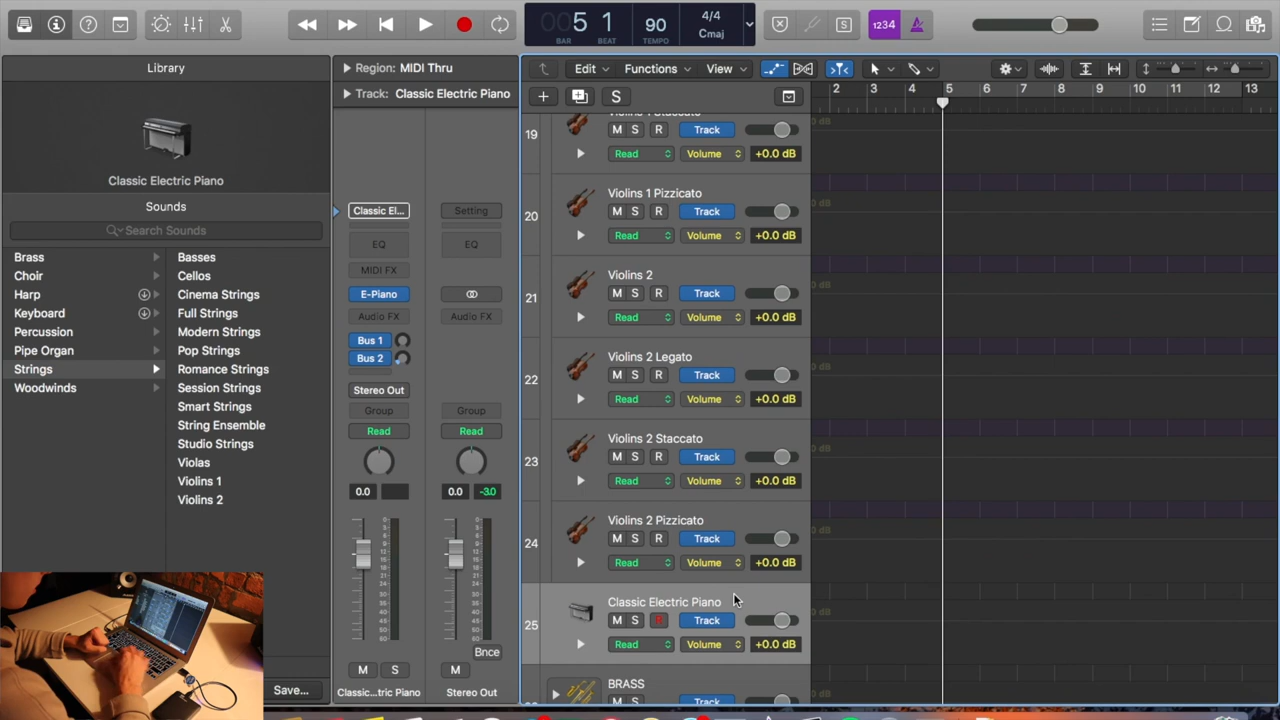 5 1
BAR BEAT
90
TEMPO
4/4
Cmaj
1234
Library
Region: MIDI Thru
Track: Classic Electric Piano
Edit Functions View
S
2 3 4 5 6 7 8 9 10 11 12 13
Classic Electric Piano
Sounds
Search Sounds
Brass
Choir
Harp
Keyboard
Percussion
Pipe Organ
Strings
Woodwinds
Basses
Cellos
Cinema Strings
Full Strings
Modern Strings
Pop Strings
Romance Strings
Session Strings
Smart Strings
String Ensemble
Studio Strings
Violas
Violins 1
Violins 2
Save...
Classic El... Setting
EQ EQ
MIDI FX
E-Piano
Audio FX Audio FX
Bus 1
Bus 2
Stereo Out
Group Group
Read Read
0.0 0.0 -3.0
Bnce
M S M
Classic...tric Piano Stereo Out
19
Violins 1 Staccato
M S R Track
Read Volume +0.0 dB
20
Violins 1 Pizzicato
M S R Track
Read Volume +0.0 dB
21
Violins 2
M S R Track
Read Volume +0.0 dB
22
Violins 2 Legato
M S R Track
Read Volume +0.0 dB
23
Violins 2 Staccato
M S R Track
Read Volume +0.0 dB
24
Violins 2 Pizzicato
M S R Track
Read Volume +0.0 dB
25
Classic Electric Piano
M S R Track
Read Volume +0.0 dB
BRASS
M S Track